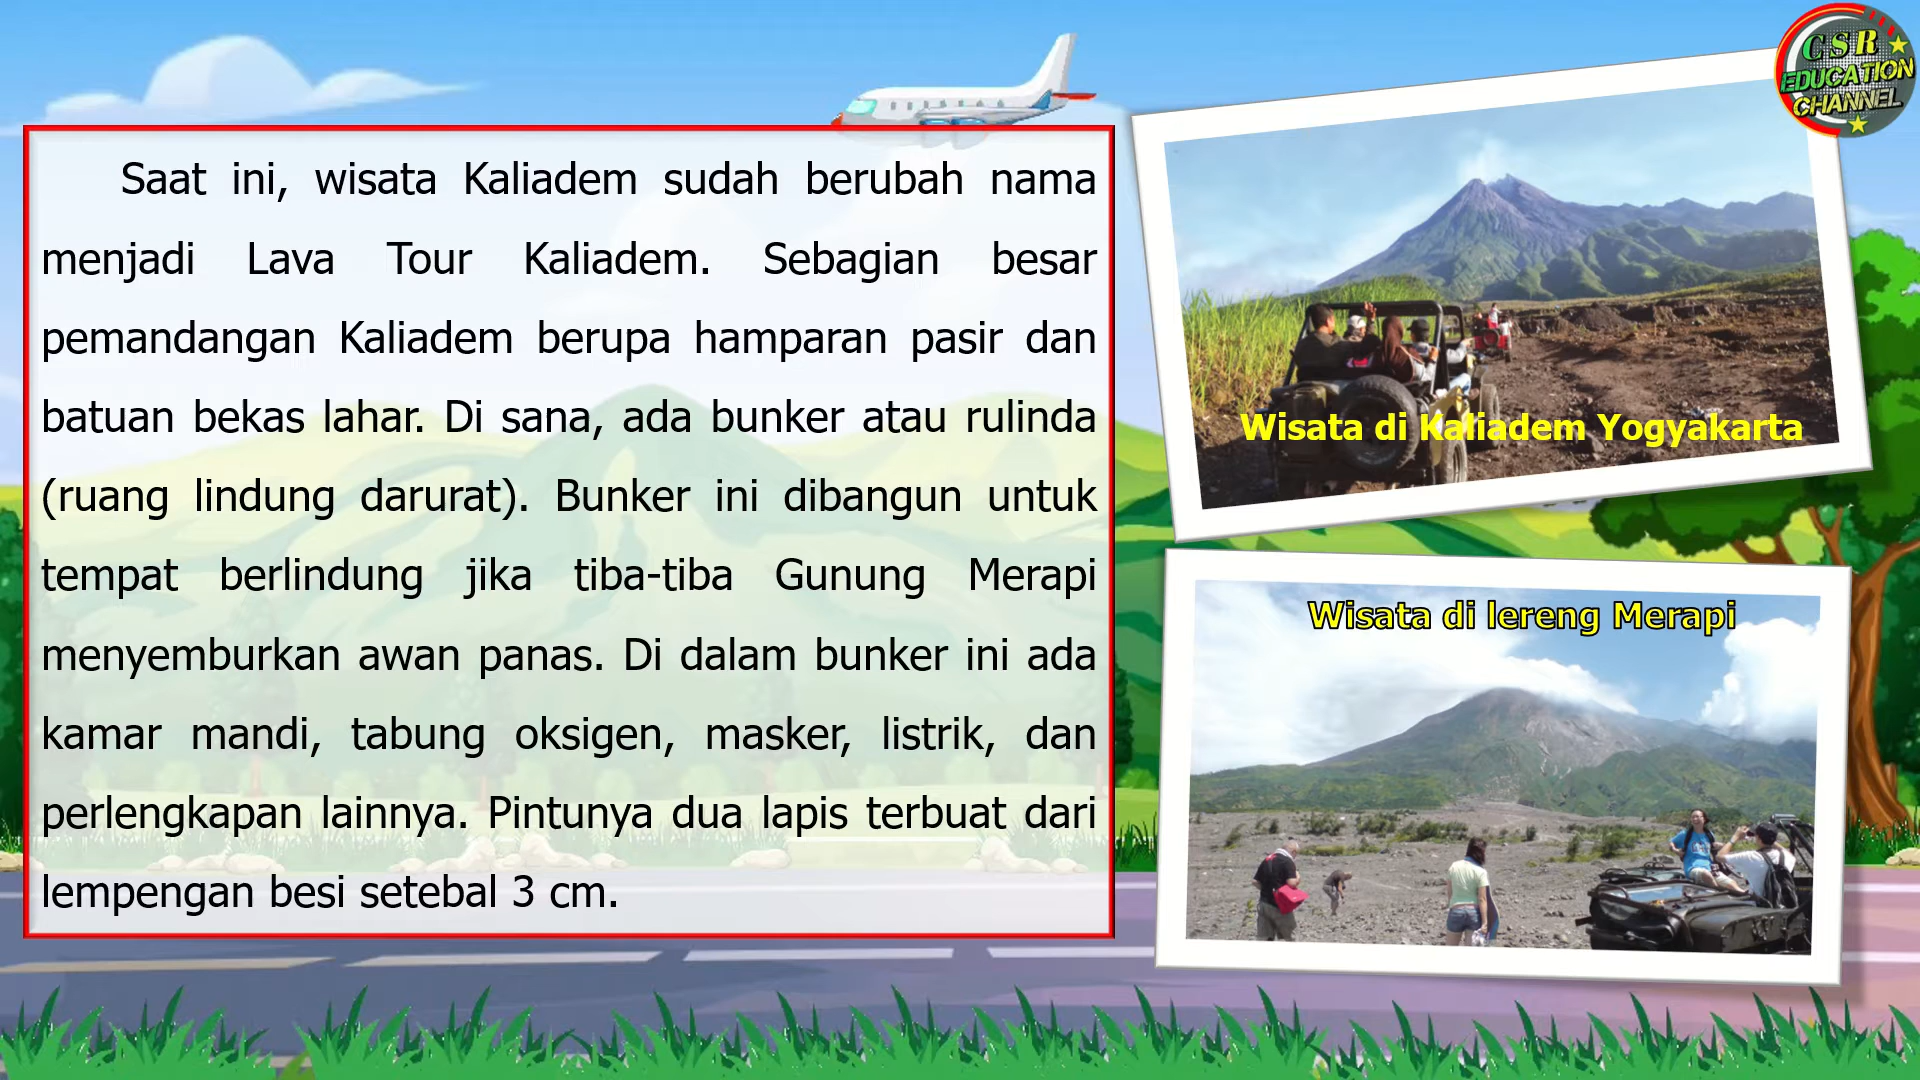 Saat ini, wisata Kaliadem sudah berubah nama
menjadi Lava Tour Kaliadem. Sebagian besar
pemandangan Kaliadem berupa hamparan pasir dan
batuan bekas lahar. Di sana, ada bunker atau rulinda
(ruang lindung darurat). Bunker ini dibangun untuk
tempat berlindung jika tiba-tiba Gunung Merapi
menyemburkan awan panas. Di dalam bunker ini ada
kamar mandi, tabung oksigen, masker, listrik, dan
perlengkapan lainnya. Pintunya dua lapis terbuat dari
lempengan besi setebal 3 cm.
CSR
EDUCATION
CHANNEL
Wisata di Kaliadem Yogyakarta
Wisata di lereng Merapi